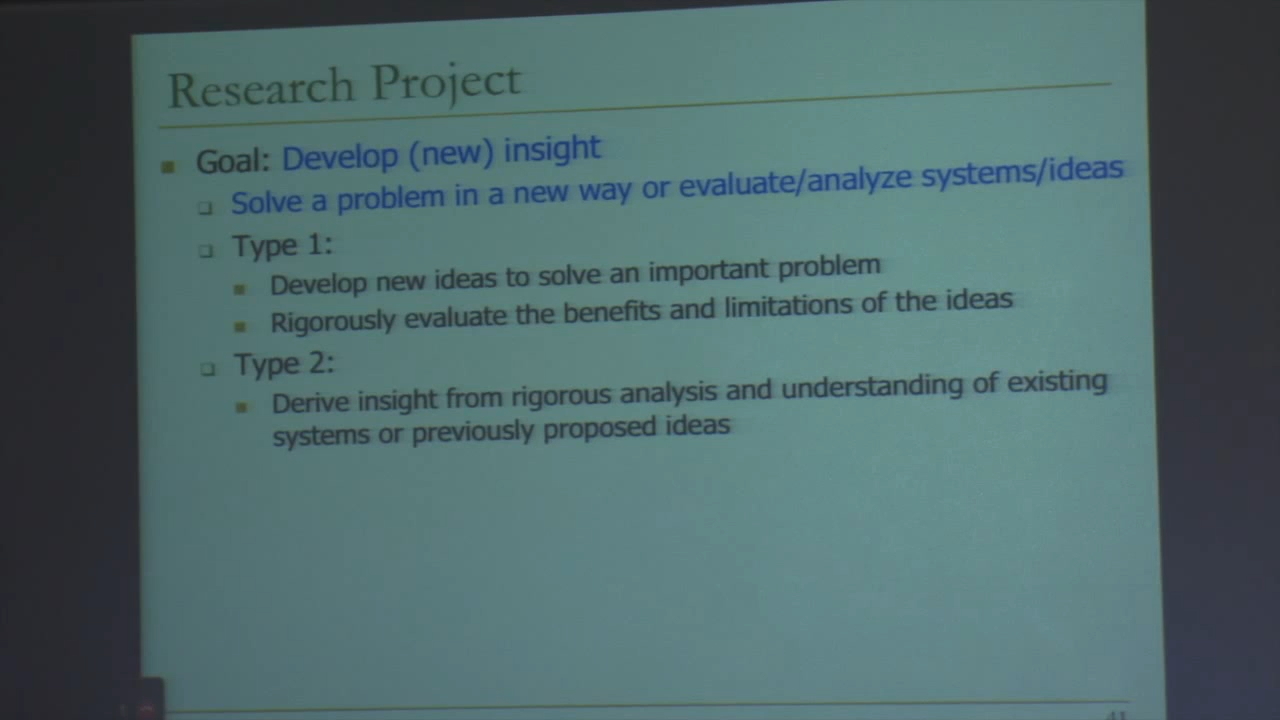 Research Project
Goal: Develop (new) insight
Solve a problem in a new way or evaluate/analyze systems/ideas
Type 1:
Develop new ideas to solve an important problem
Rigorously evaluate the benefits and limitations of the ideas
Type 2:
Derive insight from rigorous analysis and understanding of existing
systems or previously proposed ideas